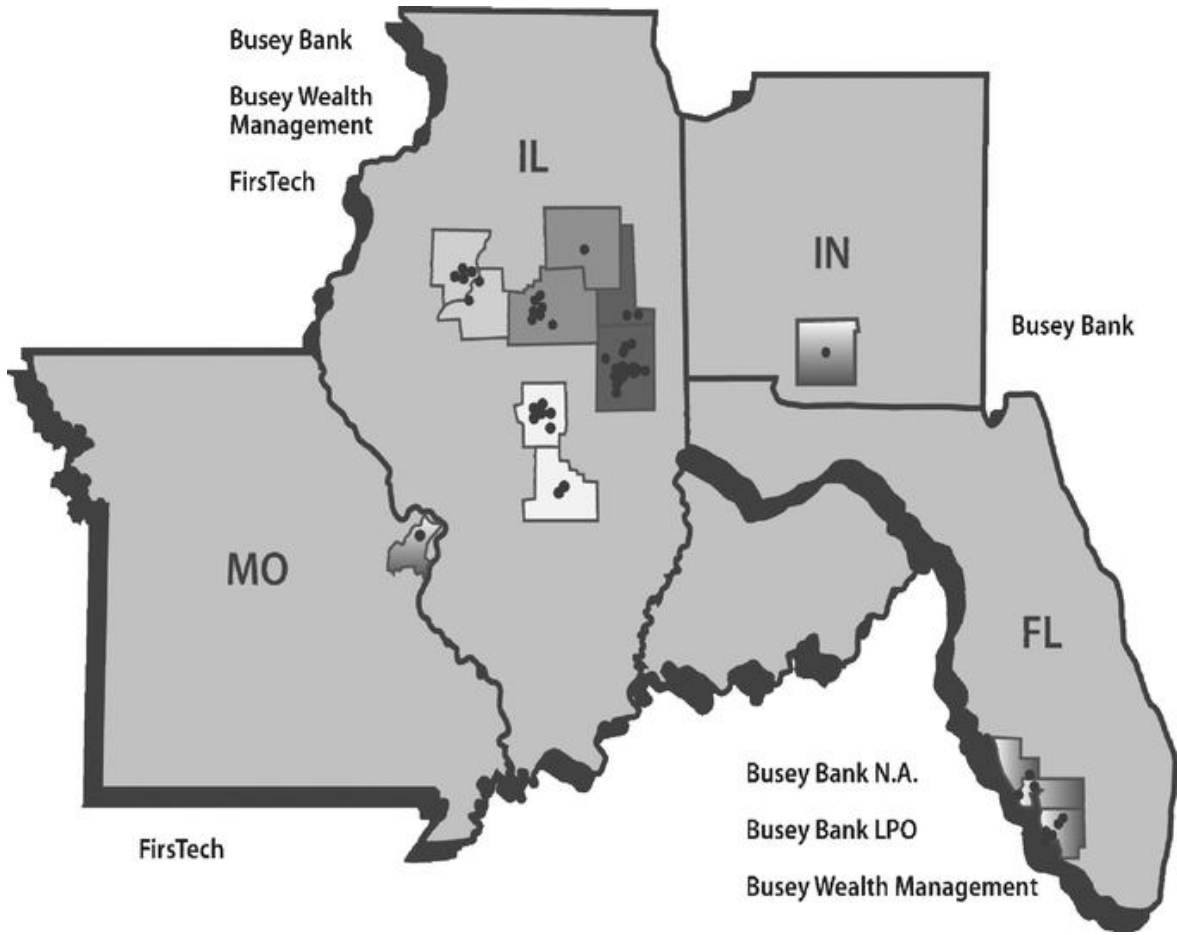 Busey Bank
Busey Wealth
Management
FirsTech
IL
IN
Busey Bank
MO
FL
FirsTech
Busey Bank N.A.
Busey Bank LPO
Busey Wealth Management